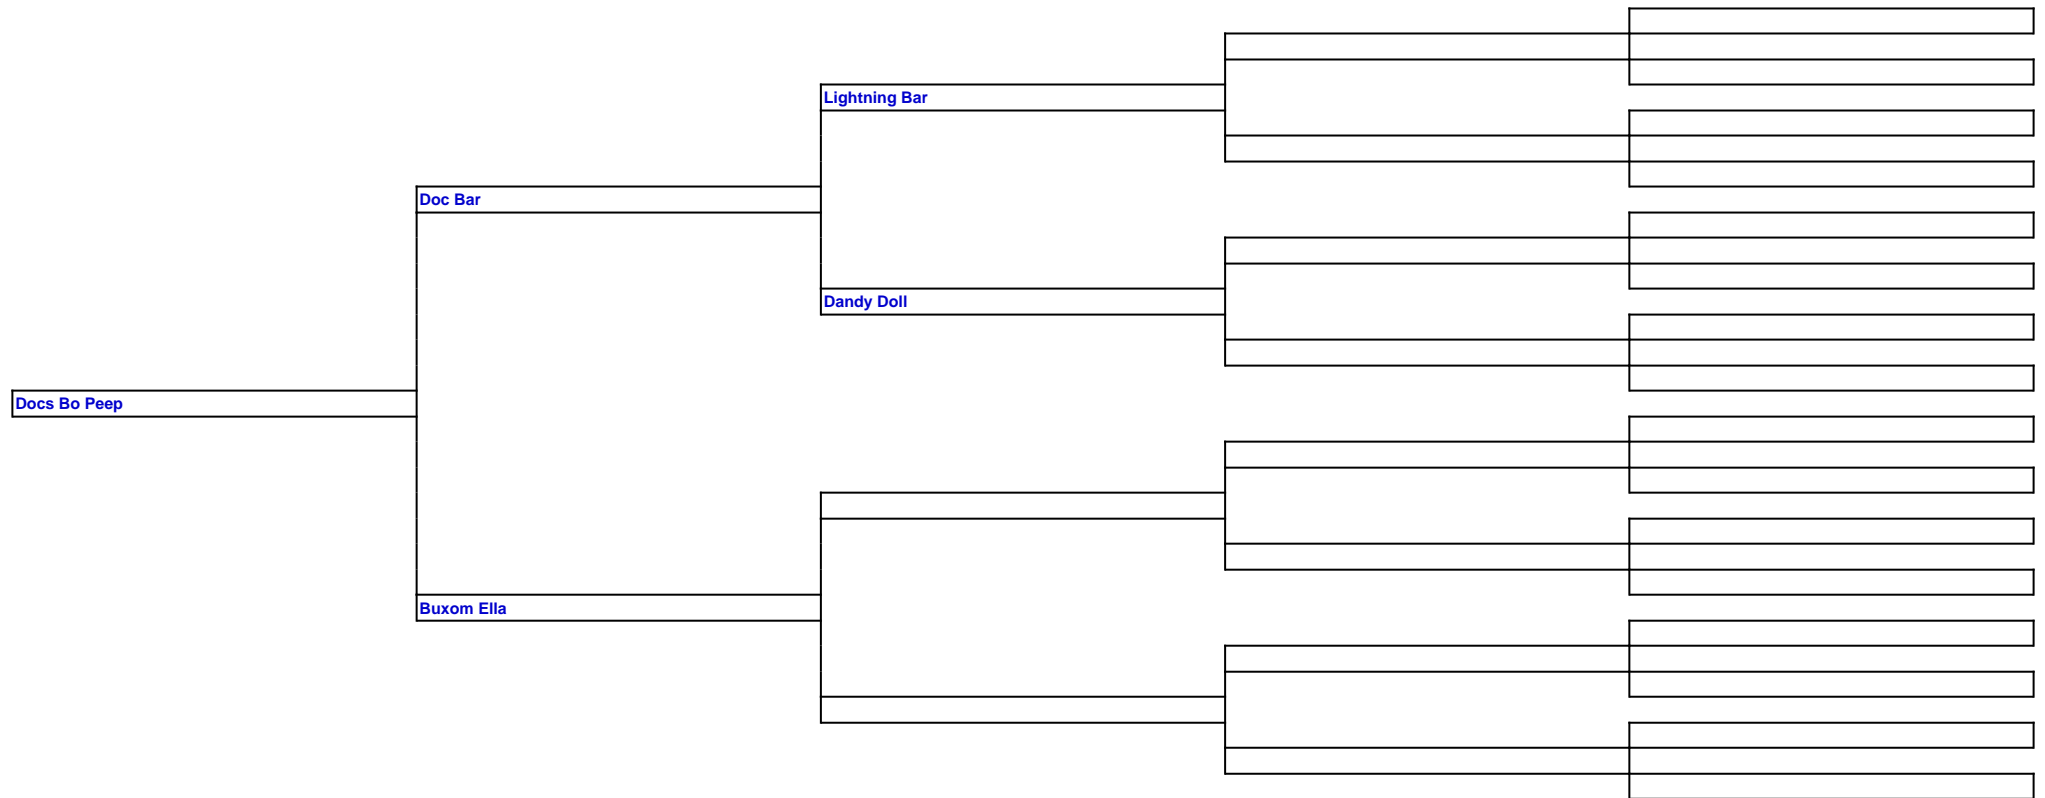 Lightning Bar
Doc Bar
Dandy Doll
Docs Bo Peep
Buxom Ella